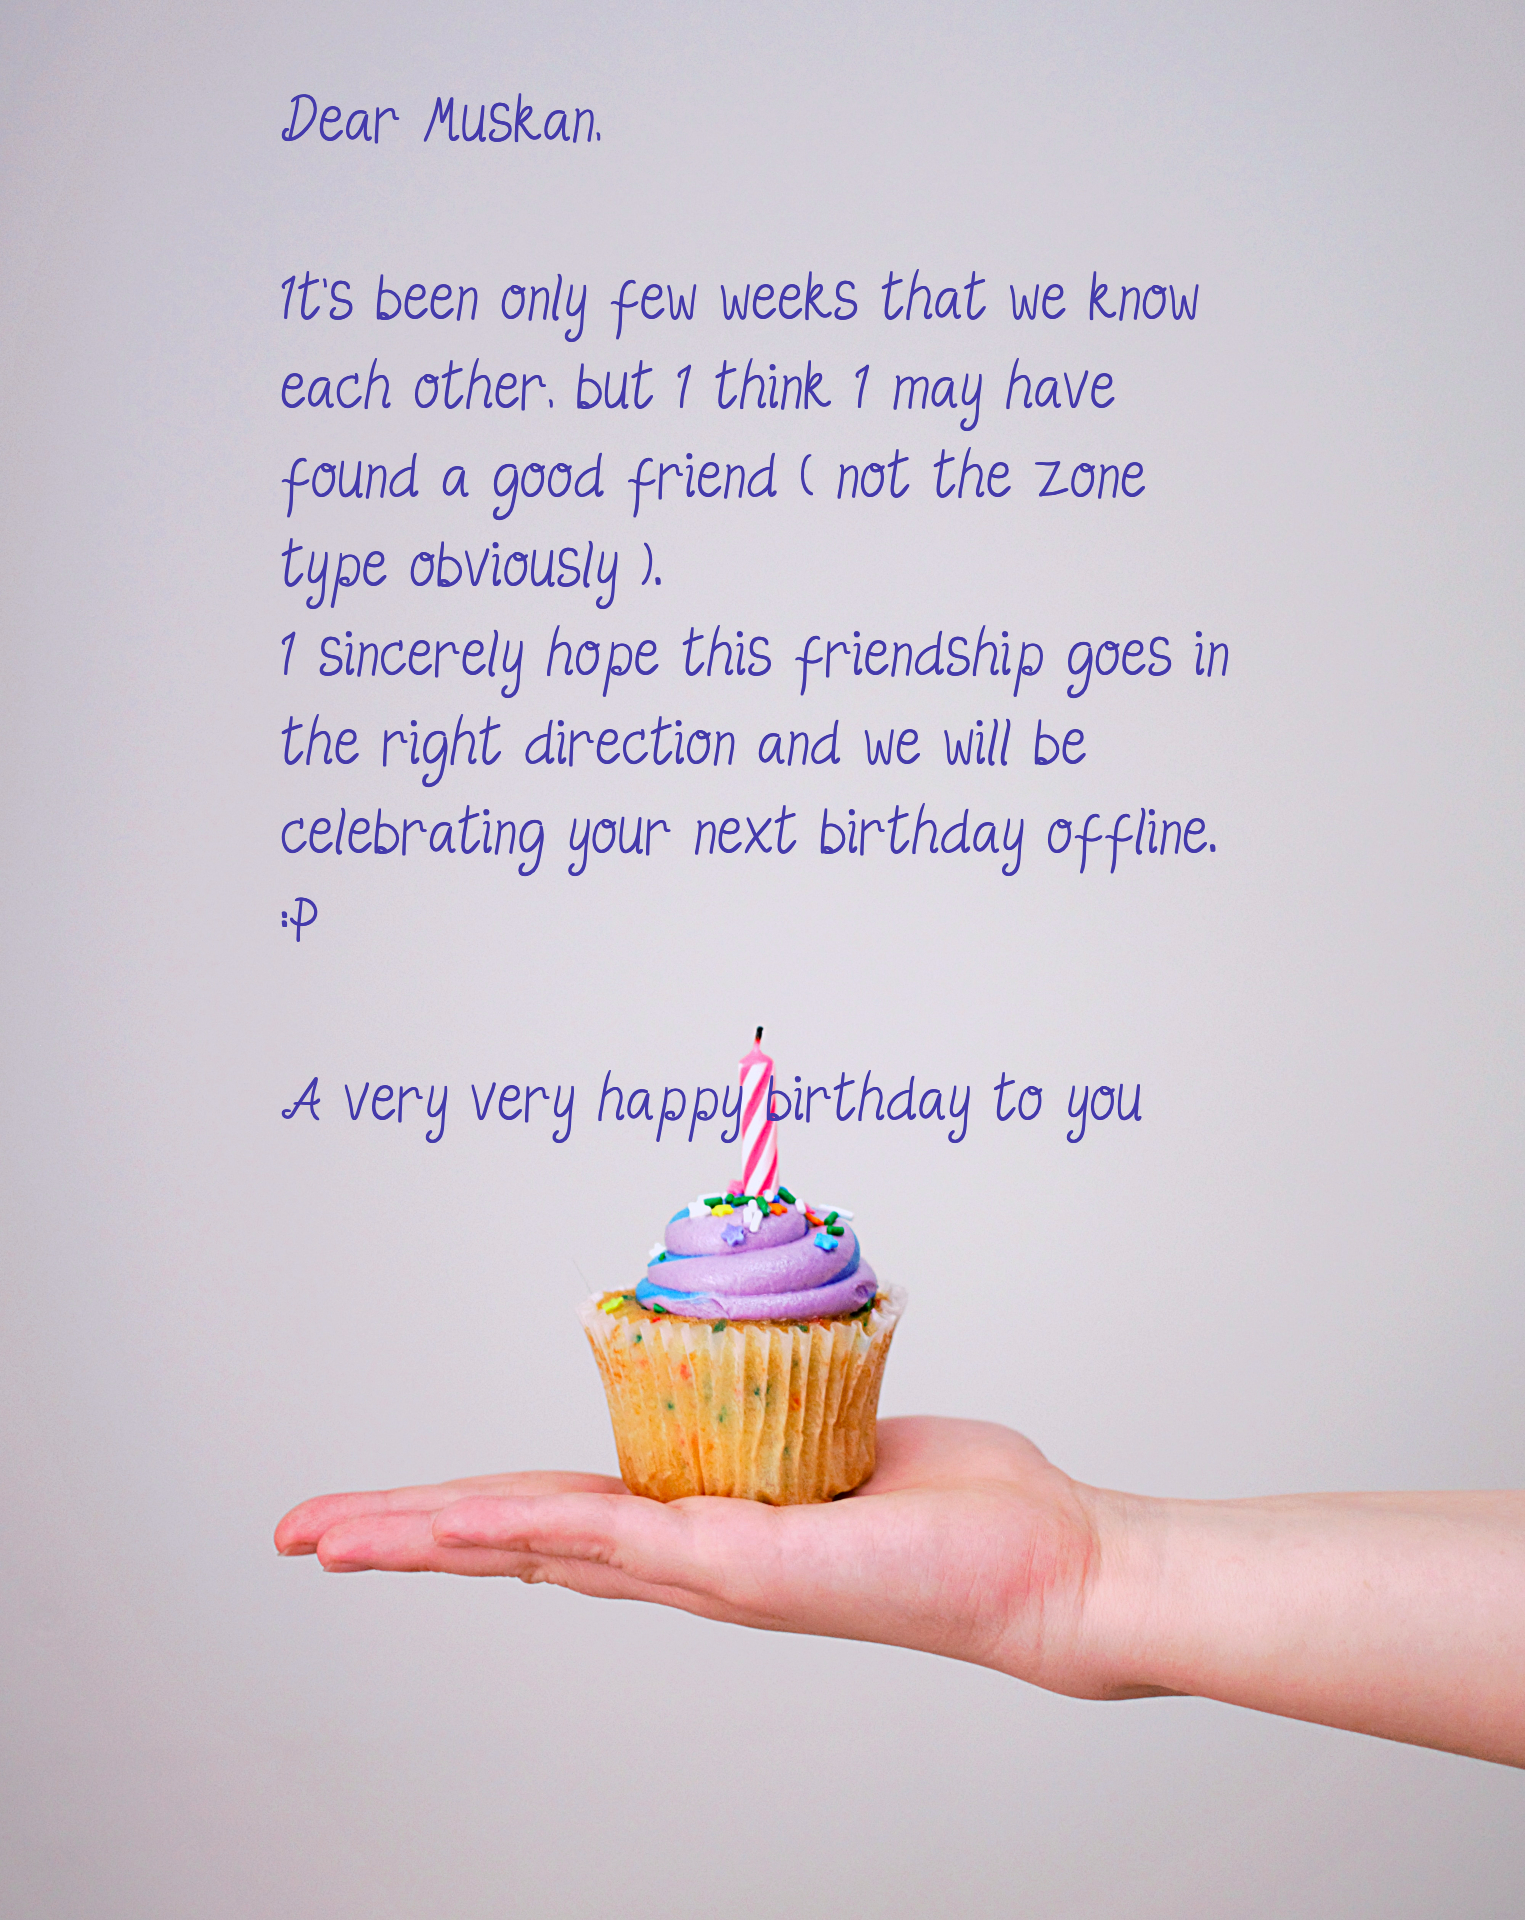 Dear Muskan,
It's been only few weeks that we know
each other, but I think I may have
found a good friend ( not the zone
type obviously ).
I sincerely hope this friendship goes in
the right direction and we will be
celebrating your next birthday offline.
:P
A very very happy birthday to you